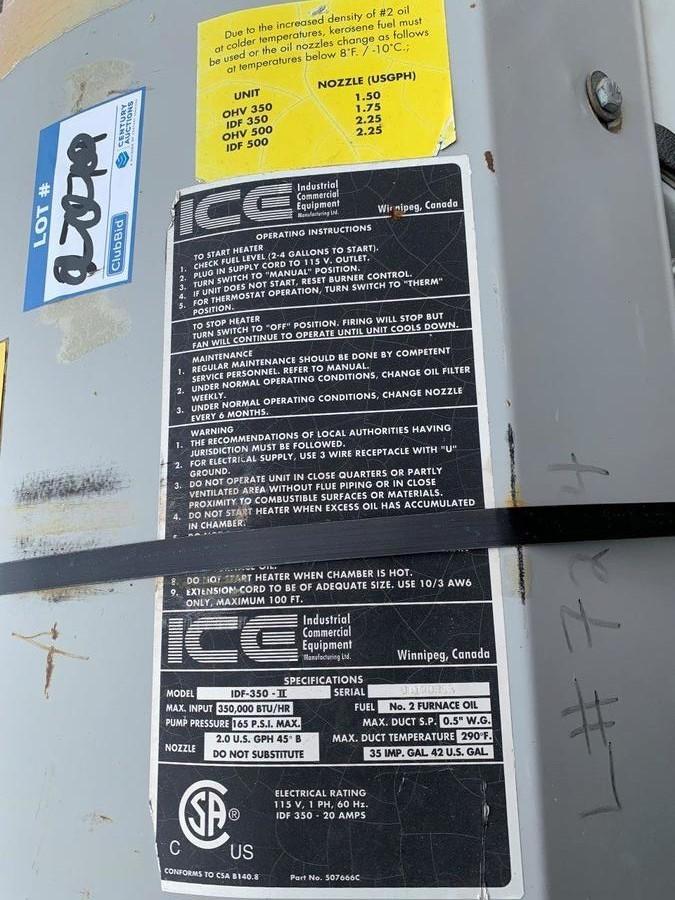 Due to the increased density of #2 oil
at colder temperatures, kerosene fuel must
be used or the oil nozzles change as follows
at temperatures below 8°F. / -10°C.;
UNIT NOZZLE (USGPH)
OHV 350 1.50
IDF 350 1.75
OHV 500 2.25
IDF 500 2.25
LOT #
CENTURY
AUCTIONS
ClubBid
ICE
Industrial
Commercial
Equipment
Manufacturing Ltd.
Winnipeg, Canada
OPERATING INSTRUCTIONS
TO START HEATER
1. CHECK FUEL LEVEL (2-4 GALLONS TO START).
2. PLUG IN SUPPLY CORD TO 115 V. OUTLET.
3. TURN SWITCH TO "MANUAL" POSITION.
4. IF UNIT DOES NOT START, RESET BURNER CONTROL.
5. FOR THERMOSTAT OPERATION, TURN SWITCH TO "THERM"
POSITION.
TO STOP HEATER
TURN SWITCH TO "OFF" POSITION. FIRING WILL STOP BUT
FAN WILL CONTINUE TO OPERATE UNTIL UNIT COOLS DOWN.
MAINTENANCE
1. REGULAR MAINTENANCE SHOULD BE DONE BY COMPETENT
SERVICE PERSONNEL. REFER TO MANUAL.
2. UNDER NORMAL OPERATING CONDITIONS, CHANGE OIL FILTER
WEEKLY.
3. UNDER NORMAL OPERATING CONDITIONS, CHANGE NOZZLE
EVERY 6 MONTHS.
WARNING
1. THE RECOMMENDATIONS OF LOCAL AUTHORITIES HAVING
JURISDICTION MUST BE FOLLOWED.
2. FOR ELECTRICAL SUPPLY, USE 3 WIRE RECEPTACLE WITH "U"
GROUND.
3. DO NOT OPERATE UNIT IN CLOSE QUARTERS OR PARTLY
VENTILATED AREA WITHOUT FLUE PIPING OR IN CLOSE
PROXIMITY TO COMBUSTIBLE SURFACES OR MATERIALS.
4. DO NOT START HEATER WHEN EXCESS OIL HAS ACCUMULATED
IN CHAMBER.
5.
OIL.
8. DO NOT START HEATER WHEN CHAMBER IS HOT.
9. EXTENSION CORD TO BE OF ADEQUATE SIZE. USE 10/3 AW6
ONLY, MAXIMUM 100 FT.
ICE
Industrial
Commercial
Equipment
Manufacturing Ltd.
Winnipeg, Canada
SPECIFICATIONS
MODEL IDF-350-II SERIAL
MAX. INPUT 350,000 BTU/HR FUEL No. 2 FURNACE OIL
PUMP PRESSURE 165 P.S.I. MAX. MAX. DUCT S.P. 0.5" W.G.
NOZZLE 2.0 U.S. GPH 45° B MAX. DUCT TEMPERATURE 290°F.
DO NOT SUBSTITUTE 35 IMP. GAL. 42 U.S. GAL.
ELECTRICAL RATING
115 V, 1 PH, 60 Hz.
IDF 350 - 20 AMPS
CSA®
C US
CONFORMS TO CSA B140.8 Part No. 507666C
L#724